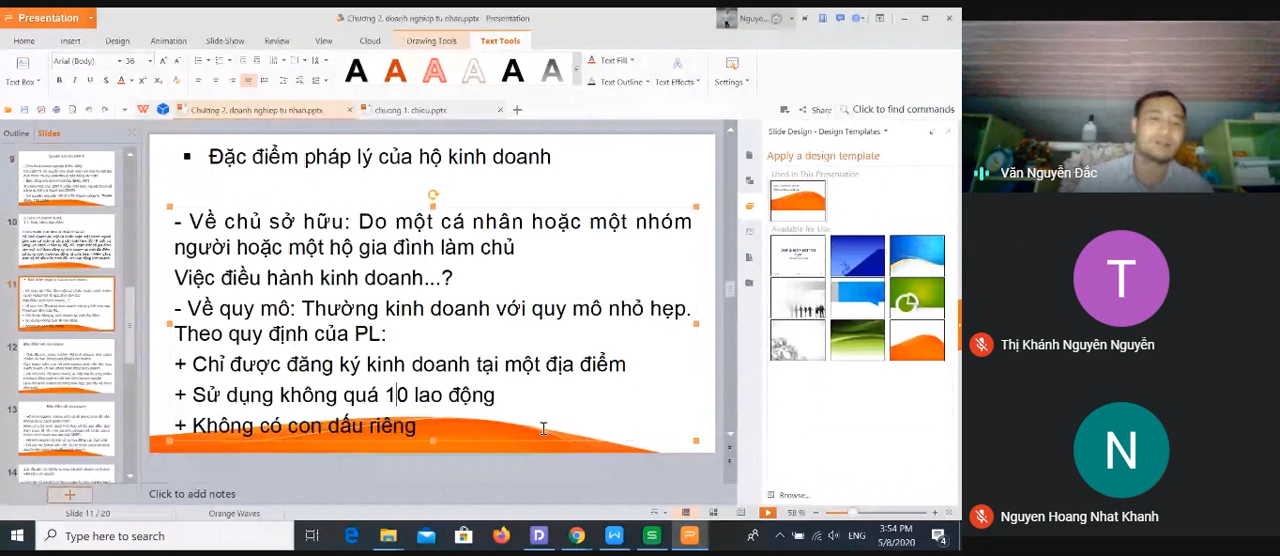 Presentation
Chương 2. doanh nghiep tu nhan.pptx - Presentation
Nguye...
Home
Insert
Design
Animation
Slide Show
Review
View
Cloud
Drawing Tools
Text Tools
Text Box
Arial (Body)
36
B I U S A
A A A A A A
Text Fill
Text Outline
Text Effects
Settings
Chương 2. doanh nghiep tu nhan.pptx
chuong 1. chieu.pptx
Share
Click to find commands
Outline
Slides
9
10
11
12
13
14
▪ Đặc điểm pháp lý của hộ kinh doanh
- Về chủ sở hữu: Do một cá nhân hoặc một nhóm
người hoặc một hộ gia đình làm chủ
Việc điều hành kinh doanh...?
- Về quy mô: Thường kinh doanh với quy mô nhỏ hẹp.
Theo quy định của PL:
+ Chỉ được đăng ký kinh doanh tại một địa điểm
+ Sử dụng không quá 10 lao động
+ Không có con dấu riêng
Click to add notes
Slide Design - Design Templates
Apply a design template
Used in This Presentation
Available for Use
Browse...
Slide 11 / 20
Orange Waves
58 %
Type here to search
ENG
3:54 PM
5/8/2020
4
Văn Nguyễn Đắc
T
Thị Khánh Nguyên Nguyễn
N
Nguyen Hoang Nhat Khanh